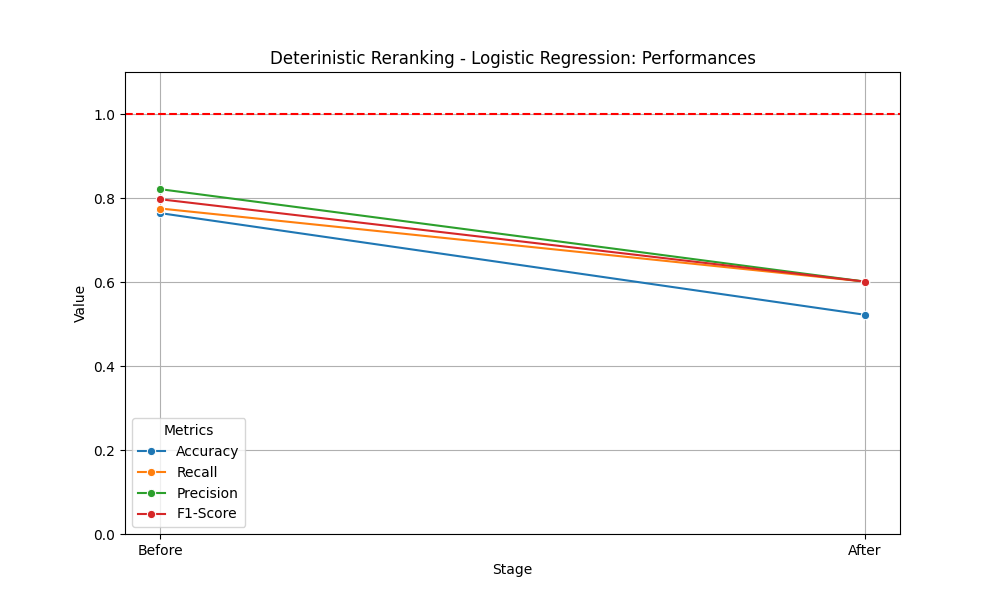 Deterinistic Reranking - Logistic Regression: Performances
1.0
0.8
0.6
0.4
0.2
0.0
Value
Metrics
Accuracy
Recall
Precision
F1-Score
Before
After
Stage